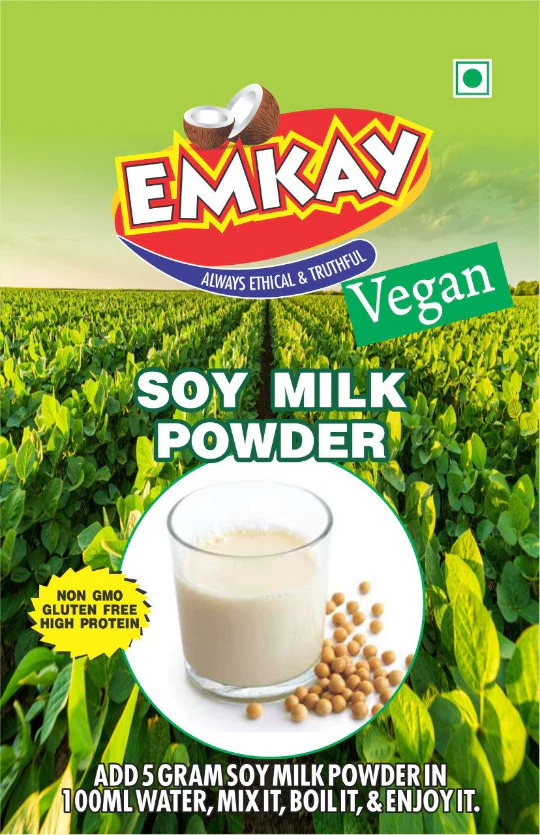 EMKAY
ALWAYS ETHICAL & TRUTHFUL
Vegan
SOY MILK
POWDER
NON GMO
GLUTEN FREE
HIGH PROTEIN
ADD 5 GRAM SOY MILK POWDER IN
100ML WATER, MIX IT, BOIL IT, & ENJOY IT.